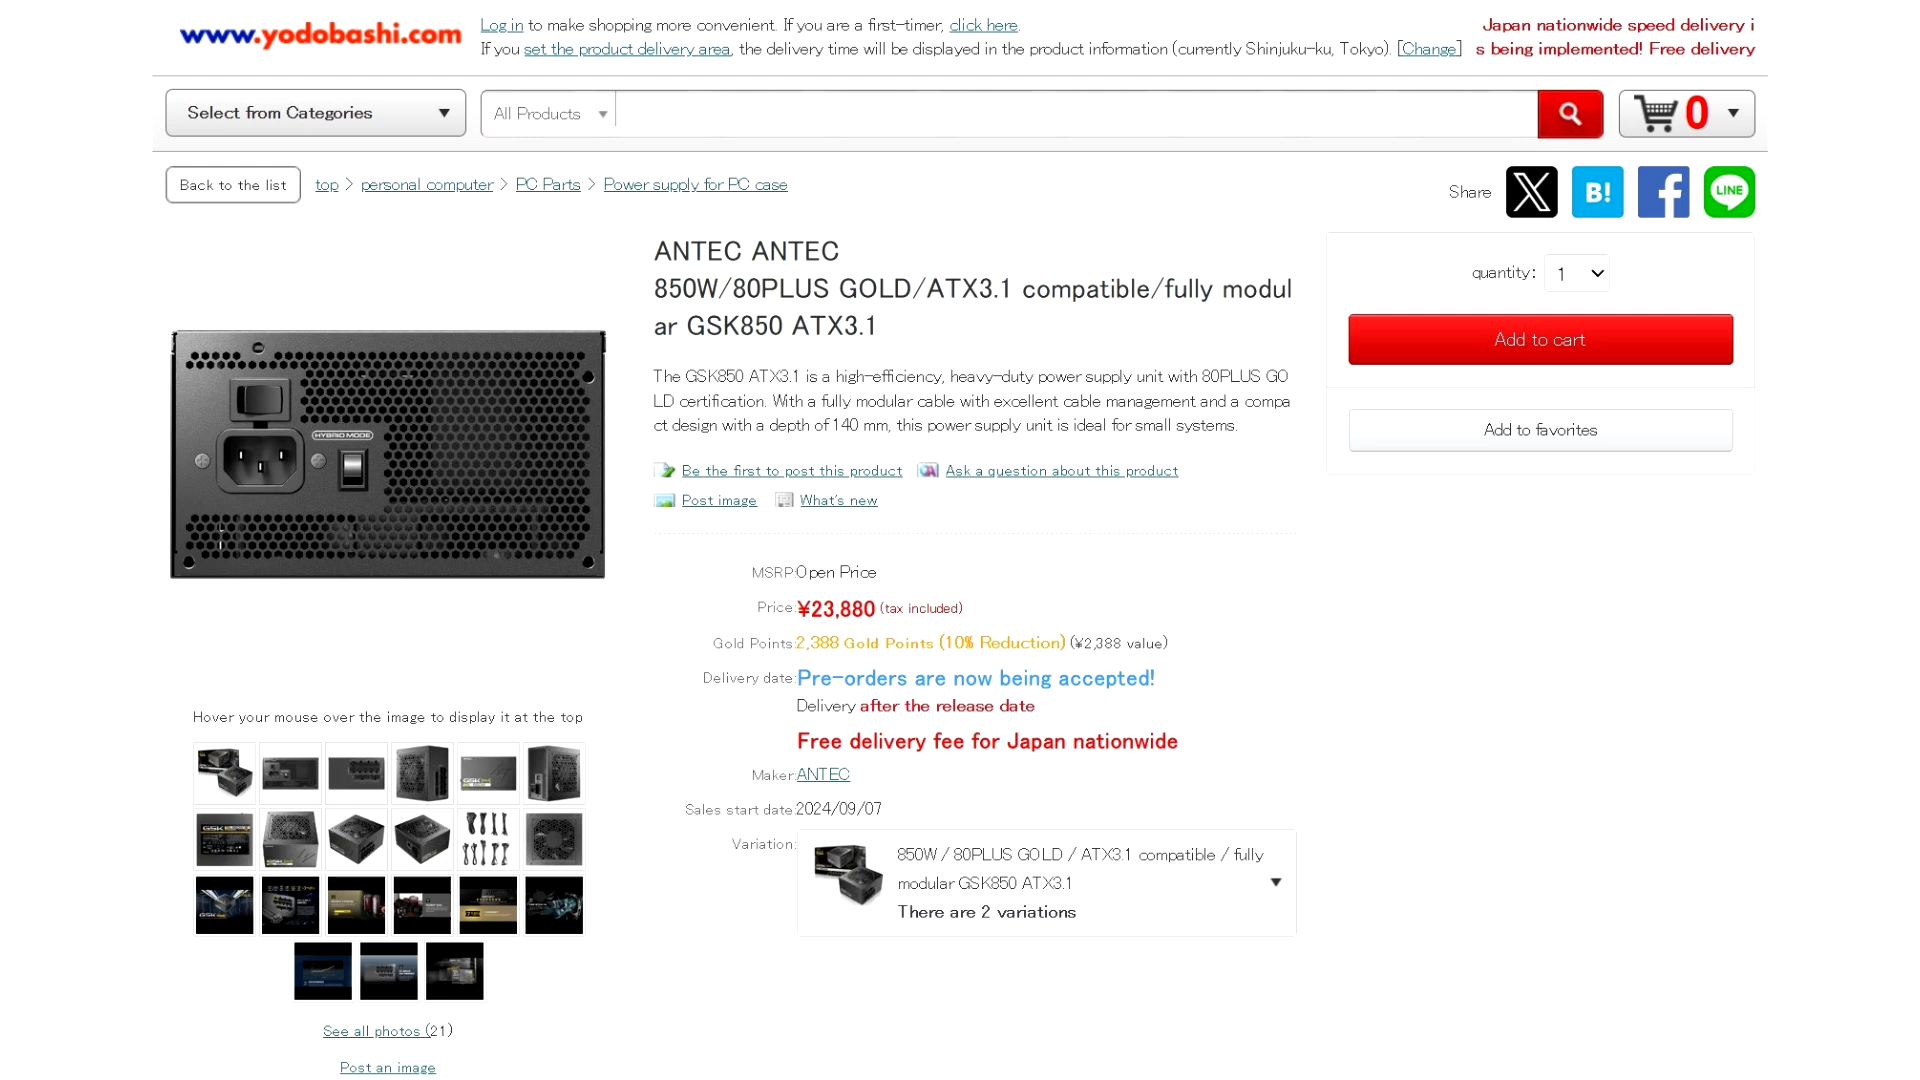 www.yodobashi.com
Log in to make shopping more convenient. If you are a first-timer, click here.
If you set the product delivery area, the delivery time will be displayed in the product information (currently Shinjuku-ku, Tokyo). [Change]
Japan nationwide speed delivery i
s being implemented! Free delivery
Select from Categories
All Products
0
Back to the list
top > personal computer > PC Parts > Power supply for PC case
Share
B!
LINE
ANTEC ANTEC
850W/80PLUS GOLD/ATX3.1 compatible/fully modul
ar GSK850 ATX3.1
The GSK850 ATX3.1 is a high-efficiency, heavy-duty power supply unit with 80PLUS GO
LD certification. With a fully modular cable with excellent cable management and a compa
ct design with a depth of 140 mm, this power supply unit is ideal for small systems.
Be the first to post this product
Ask a question about this product
Post image
What's new
MSRP: Open Price
Price: ¥23,880 (tax included)
Gold Points: 2,388 Gold Points (10% Reduction) (¥2,388 value)
Delivery date: Pre-orders are now being accepted!
Delivery after the release date
Free delivery fee for Japan nationwide
Maker: ANTEC
Sales start date: 2024/09/07
Variation:
850W / 80PLUS GOLD / ATX3.1 compatible / fully
modular GSK850 ATX3.1
There are 2 variations
quantity: 1
Add to cart
Add to favorites
HYBRID MODE
Hover your mouse over the image to display it at the top
GSK
GSK
GSK
See all photos (21)
Post an image